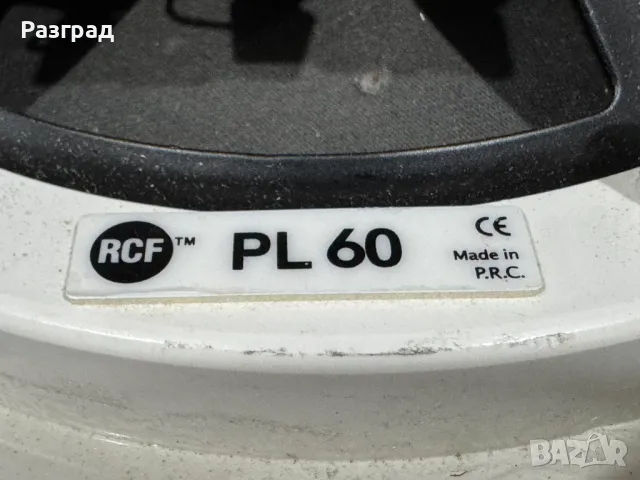 Разград
RCF™ PL 60 CE
Made in
P.R.C.
BAZAR